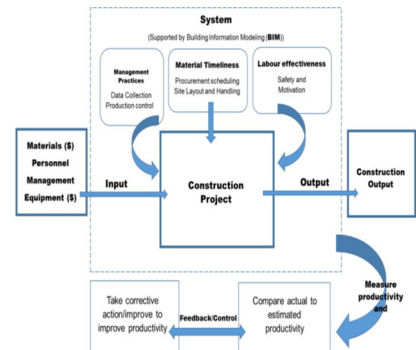 System
(Supported by Building Information Modeling (BIM))
Management
Practices
Data Collection
Production control
Material Timeliness
Procurement scheduling
Site Layout and Handling
Labour effectiveness
Safety and
Motivation
Materials ($)
Personnel
Management
Equipment ($)
Input
Construction
Project
Output
Construction
Output
Measure
productivity
and
Take corrective
action/improve to
improve productivity
Feedback/Control
Compare actual to
estimated
productivity